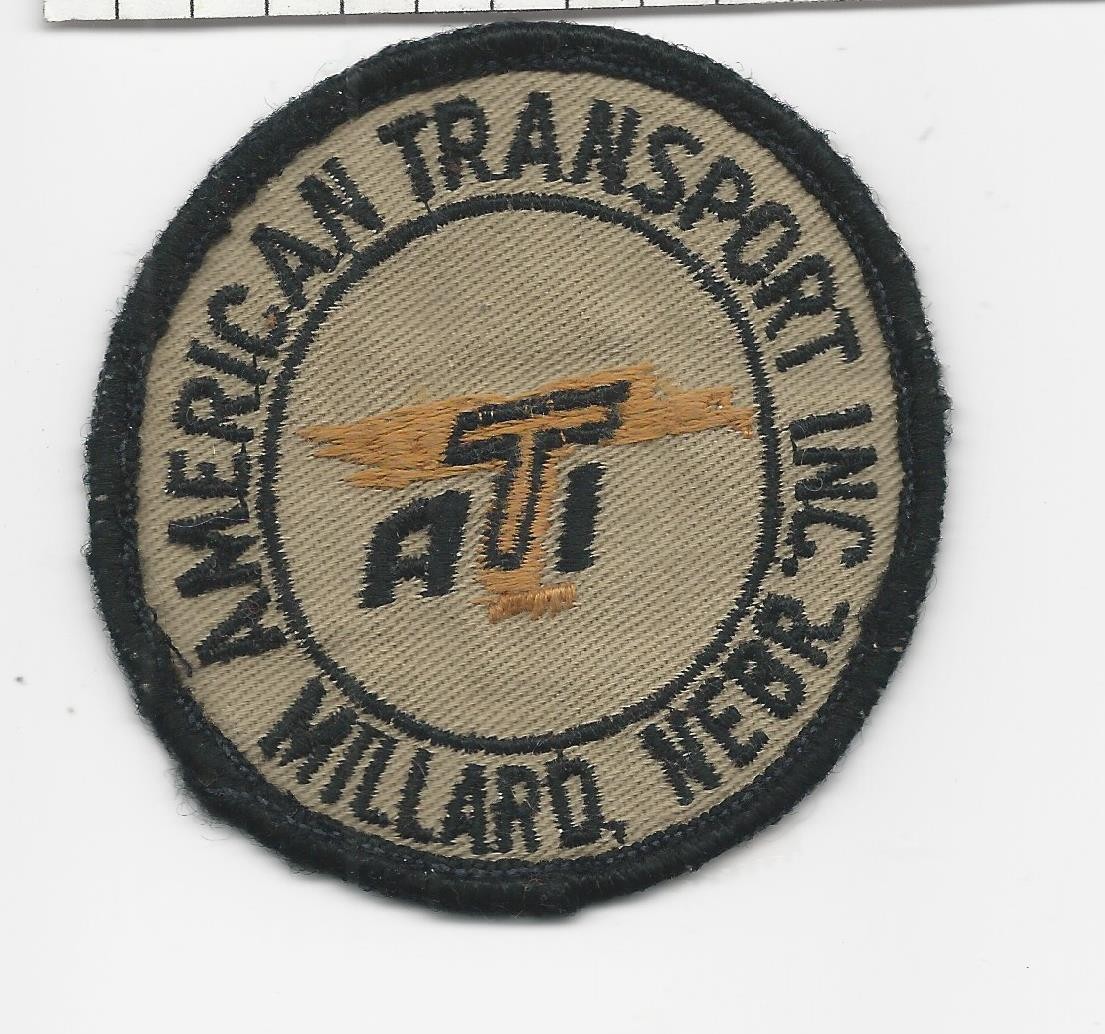 AMERICAN TRANSPORT INC.
ATI
MILLARD, NEBR.